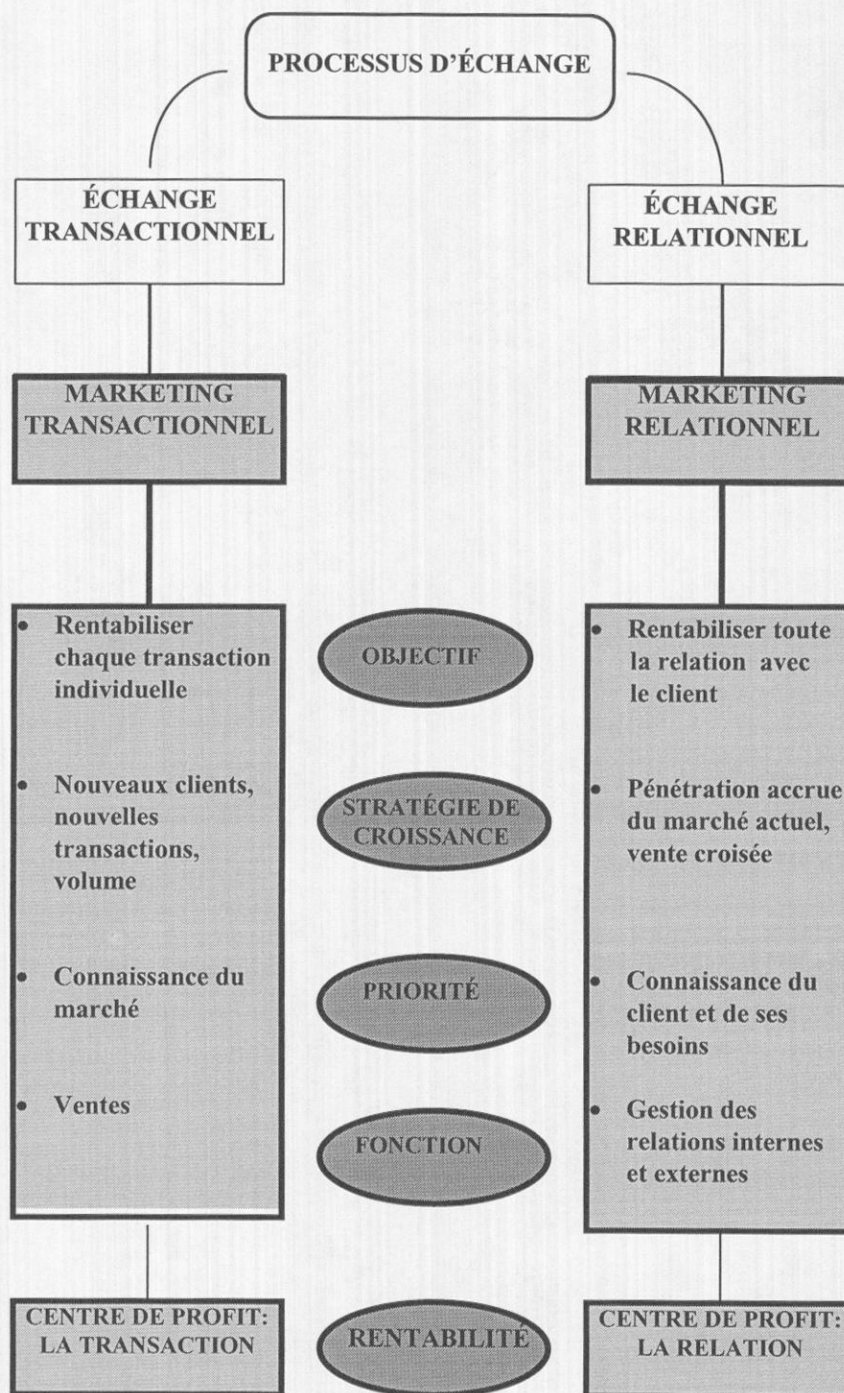 PROCESSUS D'ÉCHANGE
ÉCHANGE
TRANSACTIONNEL
ÉCHANGE
RELATIONNEL
MARKETING
TRANSACTIONNEL
MARKETING
RELATIONNEL
• Rentabiliser
chaque transaction
individuelle
OBJECTIF
• Rentabiliser toute
la relation avec
le client
• Nouveaux clients,
nouvelles
transactions,
volume
STRATÉGIE DE
CROISSANCE
• Pénétration accrue
du marché actuel,
vente croisée
• Connaissance du
marché
PRIORITÉ
• Connaissance du
client et de ses
besoins
• Ventes
FONCTION
• Gestion des
relations internes
et externes
CENTRE DE PROFIT:
LA TRANSACTION
RENTABILITÉ
CENTRE DE PROFIT:
LA RELATION